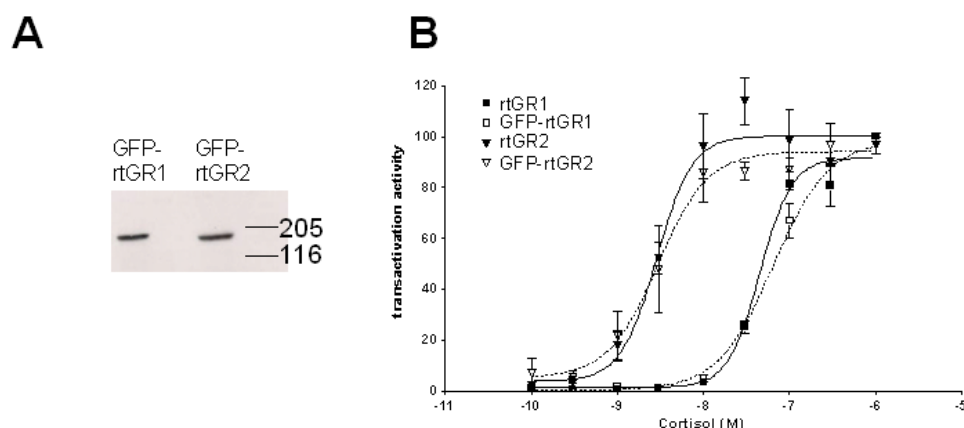 A
GFP-
rtGR1
GFP-
rtGR2
205
116
B
120
100
80
60
40
20
0
transactivation activity
rtGR1
GFP-rtGR1
rtGR2
GFP-rtGR2
-11
-10
-9
-8
-7
-6
-5
Cortisol (M)